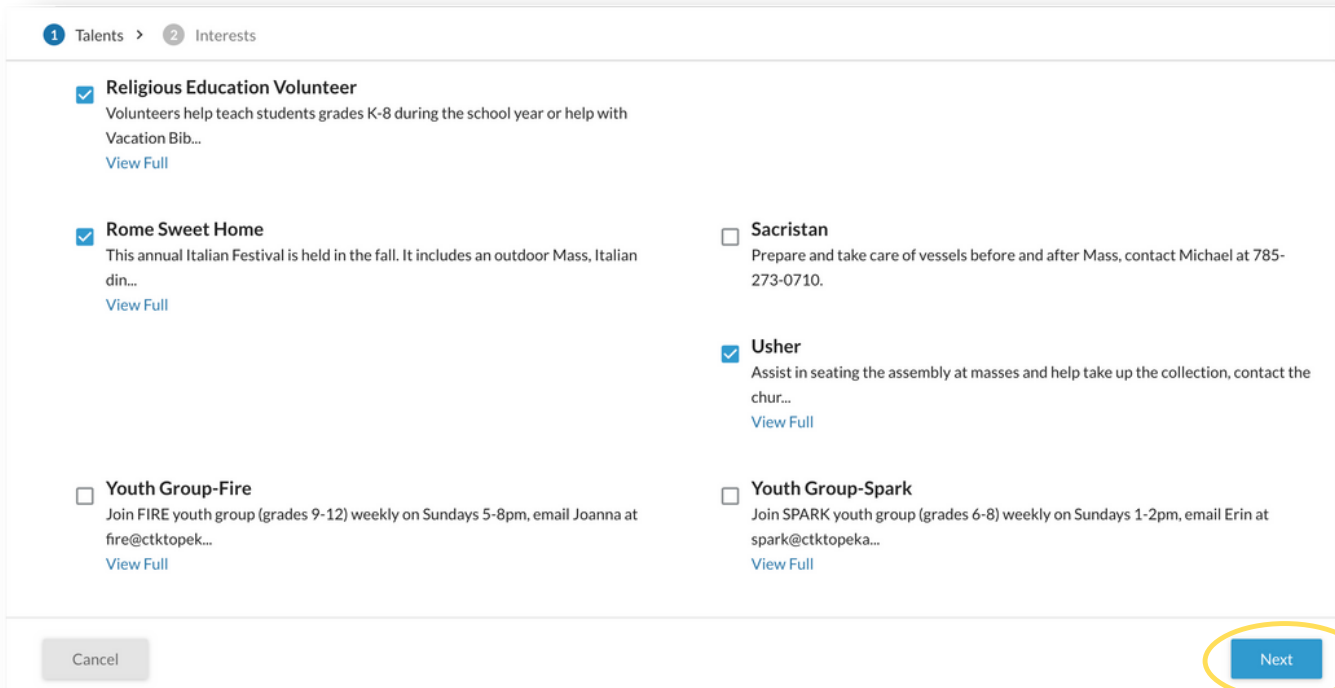 1 Talents > 2 Interests
Religious Education Volunteer
Volunteers help teach students grades K-8 during the school year or help with
Vacation Bib...
View Full
Rome Sweet Home
This annual Italian Festival is held in the fall. It includes an outdoor Mass, Italian
din...
View Full
Sacristan
Prepare and take care of vessels before and after Mass, contact Michael at 785-
273-0710.
Usher
Assist in seating the assembly at masses and help take up the collection, contact the
chur...
View Full
Youth Group-Fire
Join FIRE youth group (grades 9-12) weekly on Sundays 5-8pm, email Joanna at
fire@ctktopek...
View Full
Youth Group-Spark
Join SPARK youth group (grades 6-8) weekly on Sundays 1-2pm, email Erin at
spark@ctktopeka...
View Full
Cancel
Next